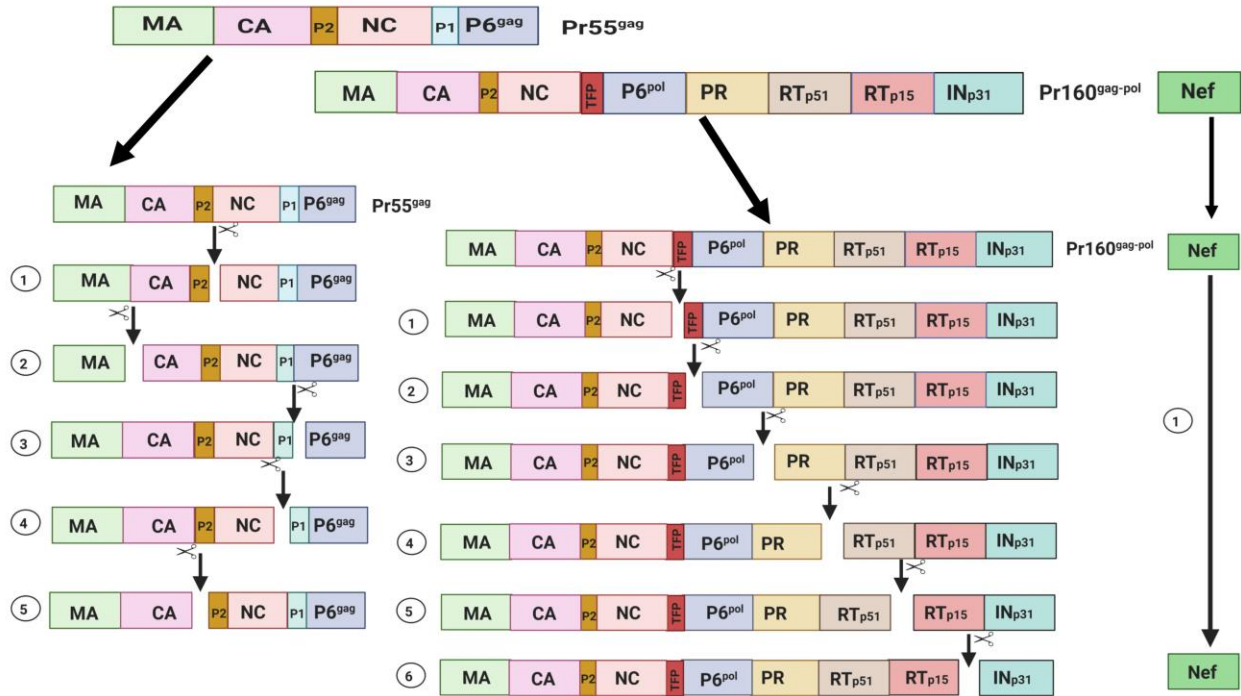 MA CA P2 NC P1 P6gag Pr55gag
MA CA P2 NC TFP P6pol PR RTp51 RTp15 INp31 Pr160gag-pol Nef
MA CA P2 NC P1 P6gag Pr55gag
MA CA P2 NC TFP P6pol PR RTp51 RTp15 INp31 Pr160gag-pol Nef
1 MA CA P2 NC P1 P6gag
1 MA CA P2 NC TFP P6pol PR RTp51 RTp15 INp31
2 MA CA P2 NC P1 P6gag
2 MA CA P2 NC TFP P6pol PR RTp51 RTp15 INp31
1
3 MA CA P2 NC P1 P6gag
3 MA CA P2 NC TFP P6pol PR RTp51 RTp15 INp31
4 MA CA P2 NC P1 P6gag
4 MA CA P2 NC TFP P6pol PR RTp51 RTp15 INp31
5 MA CA P2 NC P1 P6gag
5 MA CA P2 NC TFP P6pol PR RTp51 RTp15 INp31
6 MA CA P2 NC TFP P6pol PR RTp51 RTp15 INp31 Nef